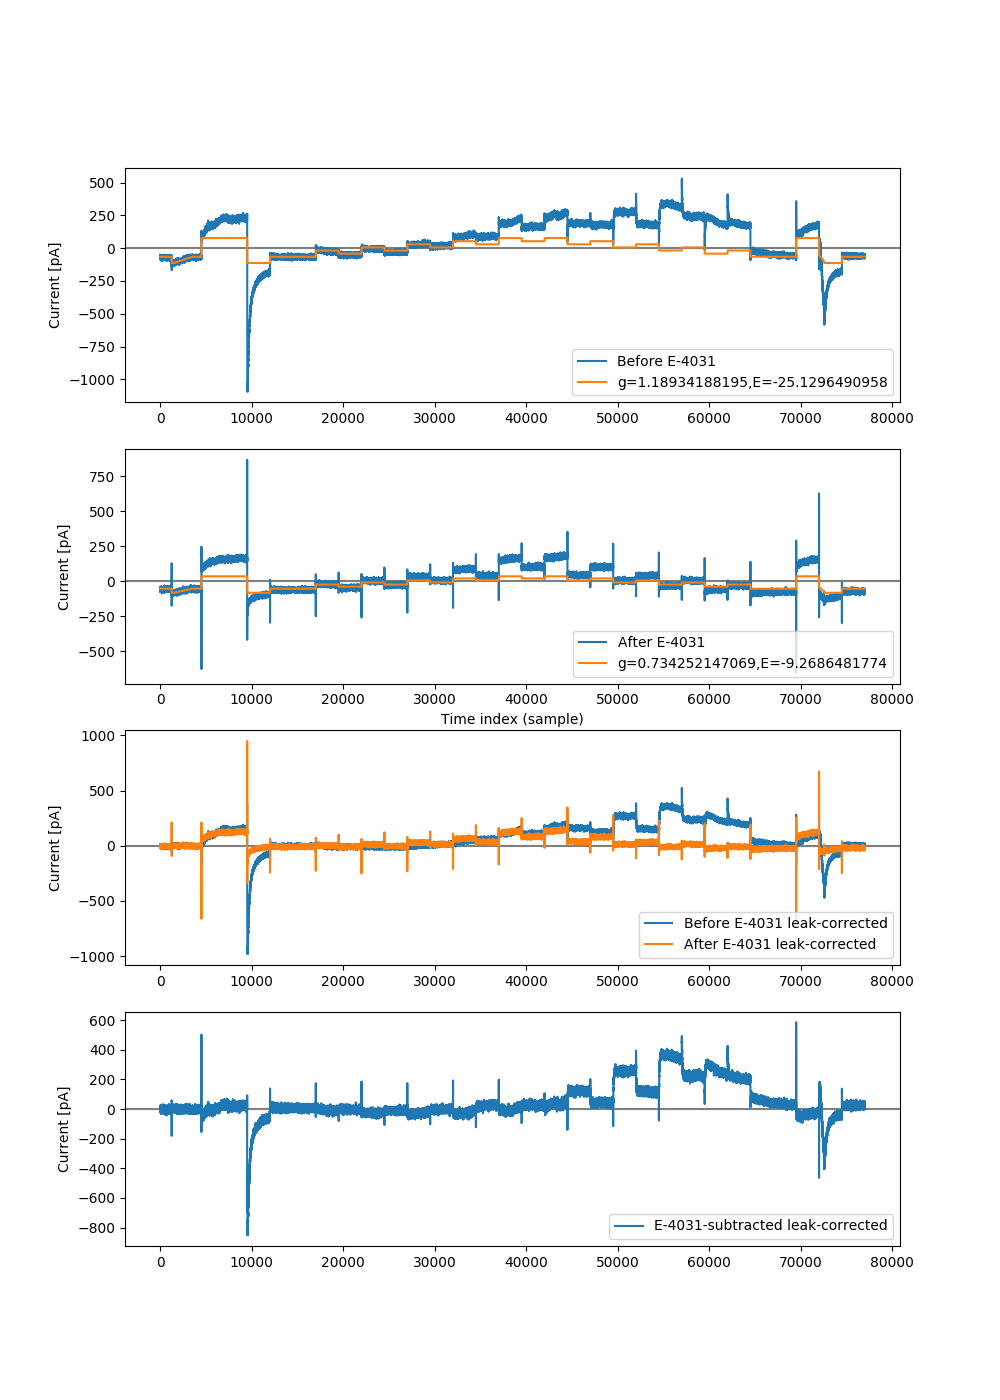 500
250
0
−250
−500
−750
−1000
Current [pA]
Before E-4031
g=1.18934188195,E=-25.1296490958
0 10000 20000 30000 40000 50000 60000 70000 80000
750
500
250
0
−250
−500
Current [pA]
After E-4031
g=0.734252147069,E=-9.2686481774
0 10000 20000 30000 40000 50000 60000 70000 80000
Time index (sample)
1000
500
0
−500
−1000
Current [pA]
Before E-4031 leak-corrected
After E-4031 leak-corrected
0 10000 20000 30000 40000 50000 60000 70000 80000
600
400
200
0
−200
−400
−600
−800
Current [pA]
E-4031-subtracted leak-corrected
0 10000 20000 30000 40000 50000 60000 70000 80000